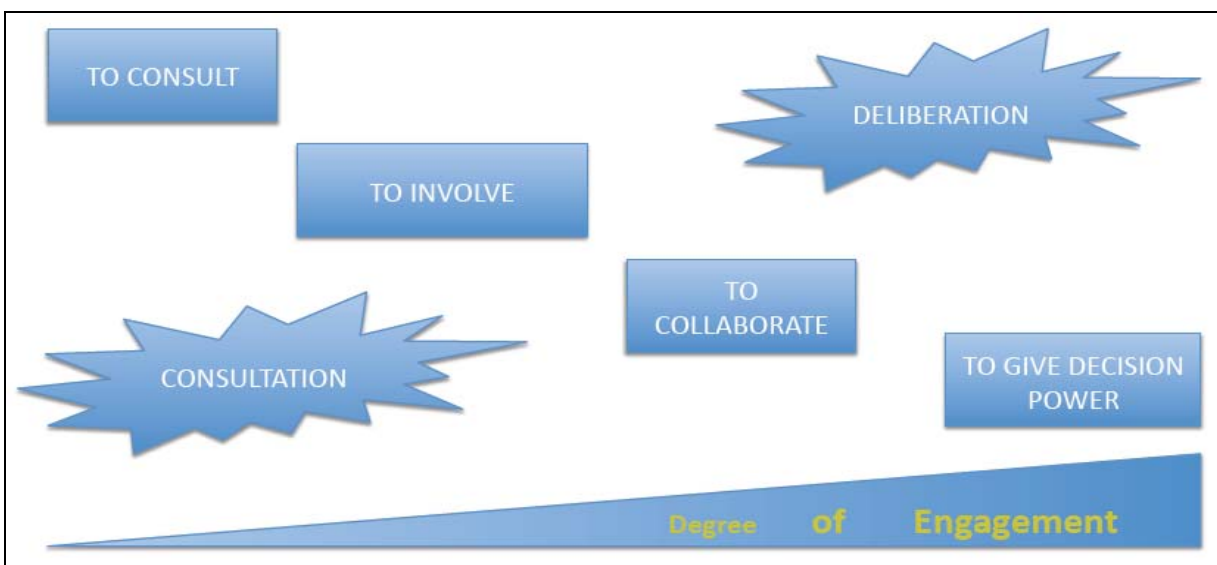 TO CONSULT
DELIBERATION
TO INVOLVE
TO
COLLABORATE
CONSULTATION
TO GIVE DECISION
POWER
Degree of Engagement